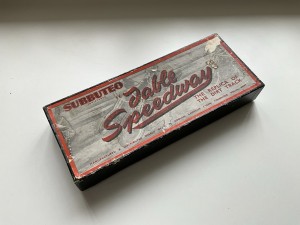 SUBBUTEO
Table
Speedway
THE REPLICA OF
THE DIRT TRACK